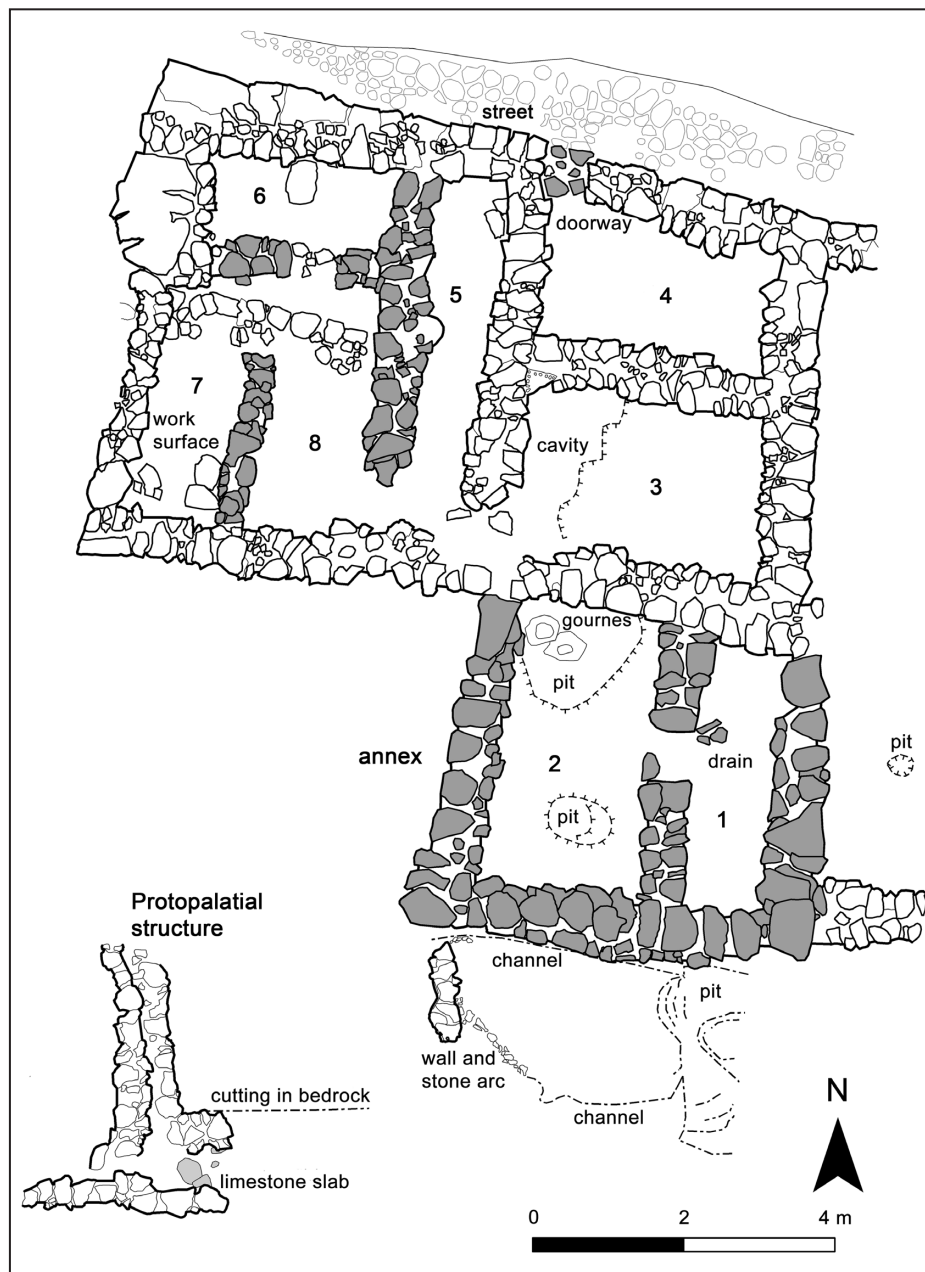 street
6
doorway
5
4
7
work
surface
8
cavity
3
gournes
pit
annex
2
drain
pit
pit
1
Protopalatial
structure
channel
pit
wall and
stone arc
cutting in bedrock
channel
N
limestone slab
0 2 4 m